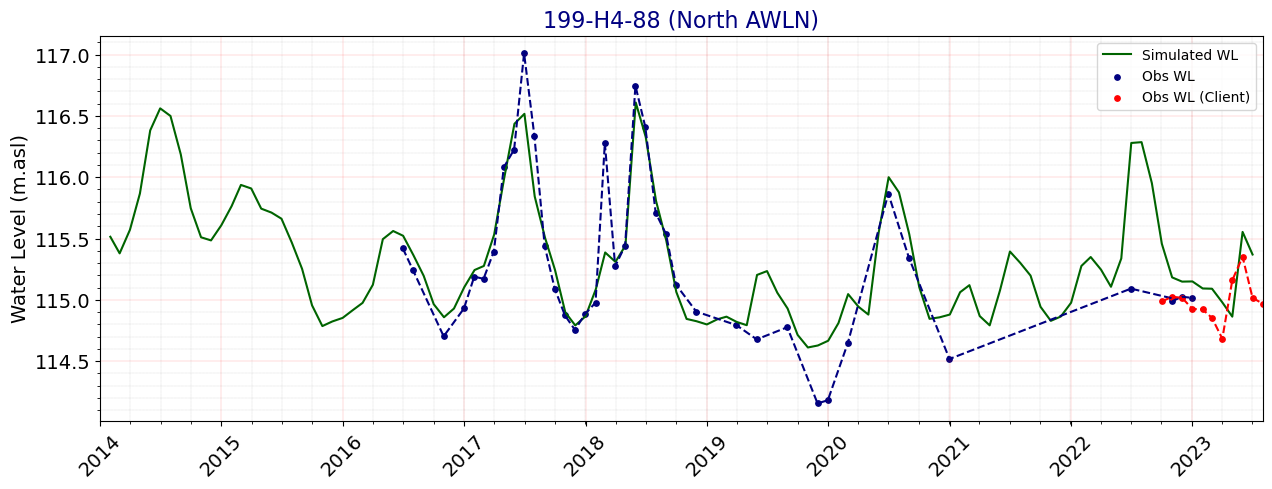 199-H4-88 (North AWLN)
Simulated WL
Obs WL
Obs WL (Client)
Water Level (m.asl)
117.0
116.5
116.0
115.5
115.0
114.5
2014 2015 2016 2017 2018 2019 2020 2021 2022 2023